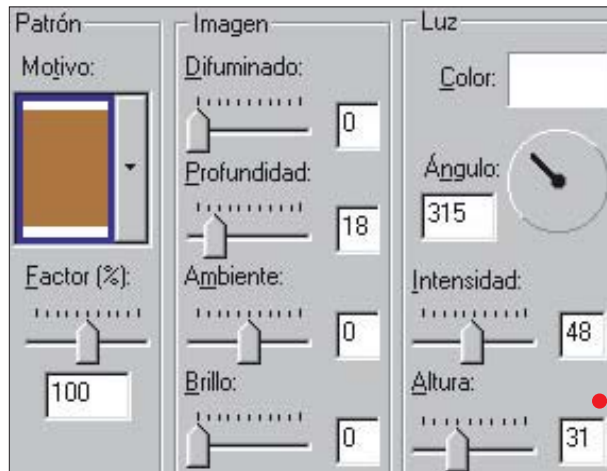 Patrón
Motivo:
Factor (%):
100
Imagen
Difuminado:
0
Profundidad:
18
Ambiente:
0
Brillo:
0
Luz
Color:
Ángulo:
315
Intensidad:
48
Altura:
31